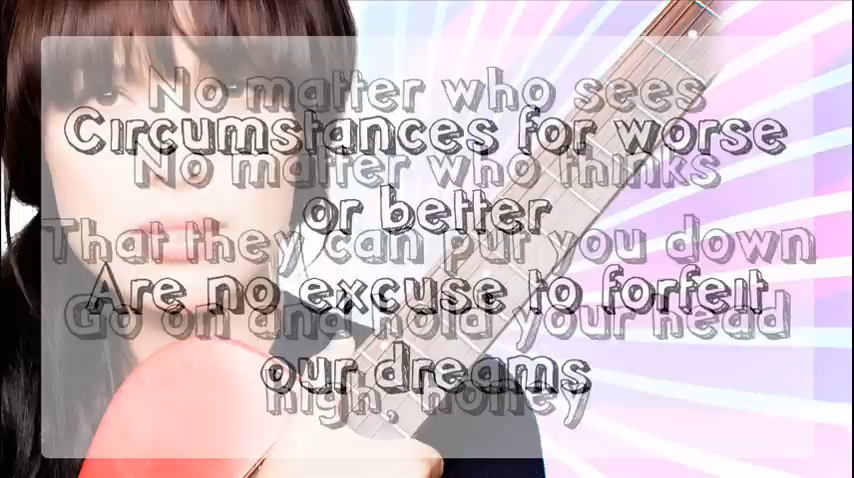 No matter who sees
Circumstances for worse
No matter who thinks
or better
That they can put you down
Are no excuse to forfeit
Go on and hold your head
our dreams
high, honey